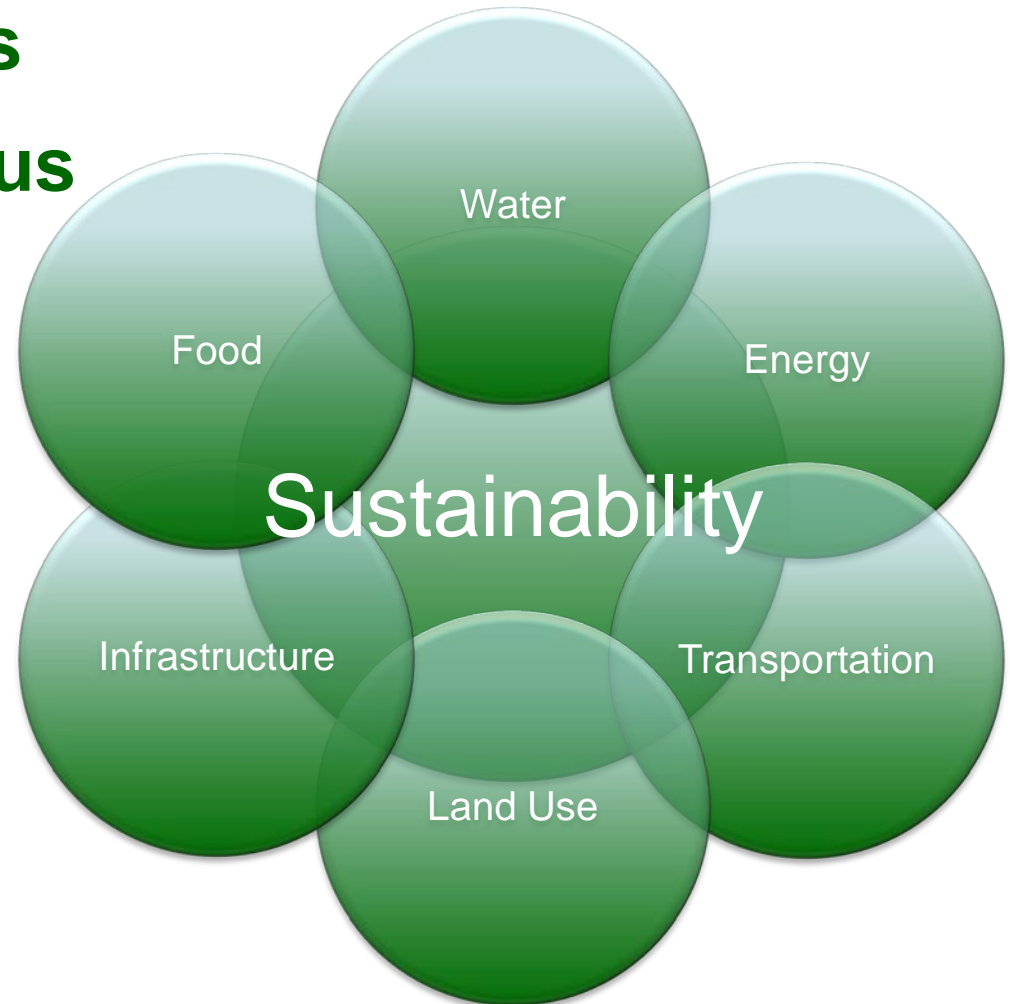 s
us
Water
Food
Energy
Sustainability
Infrastructure
Transportation
Land Use